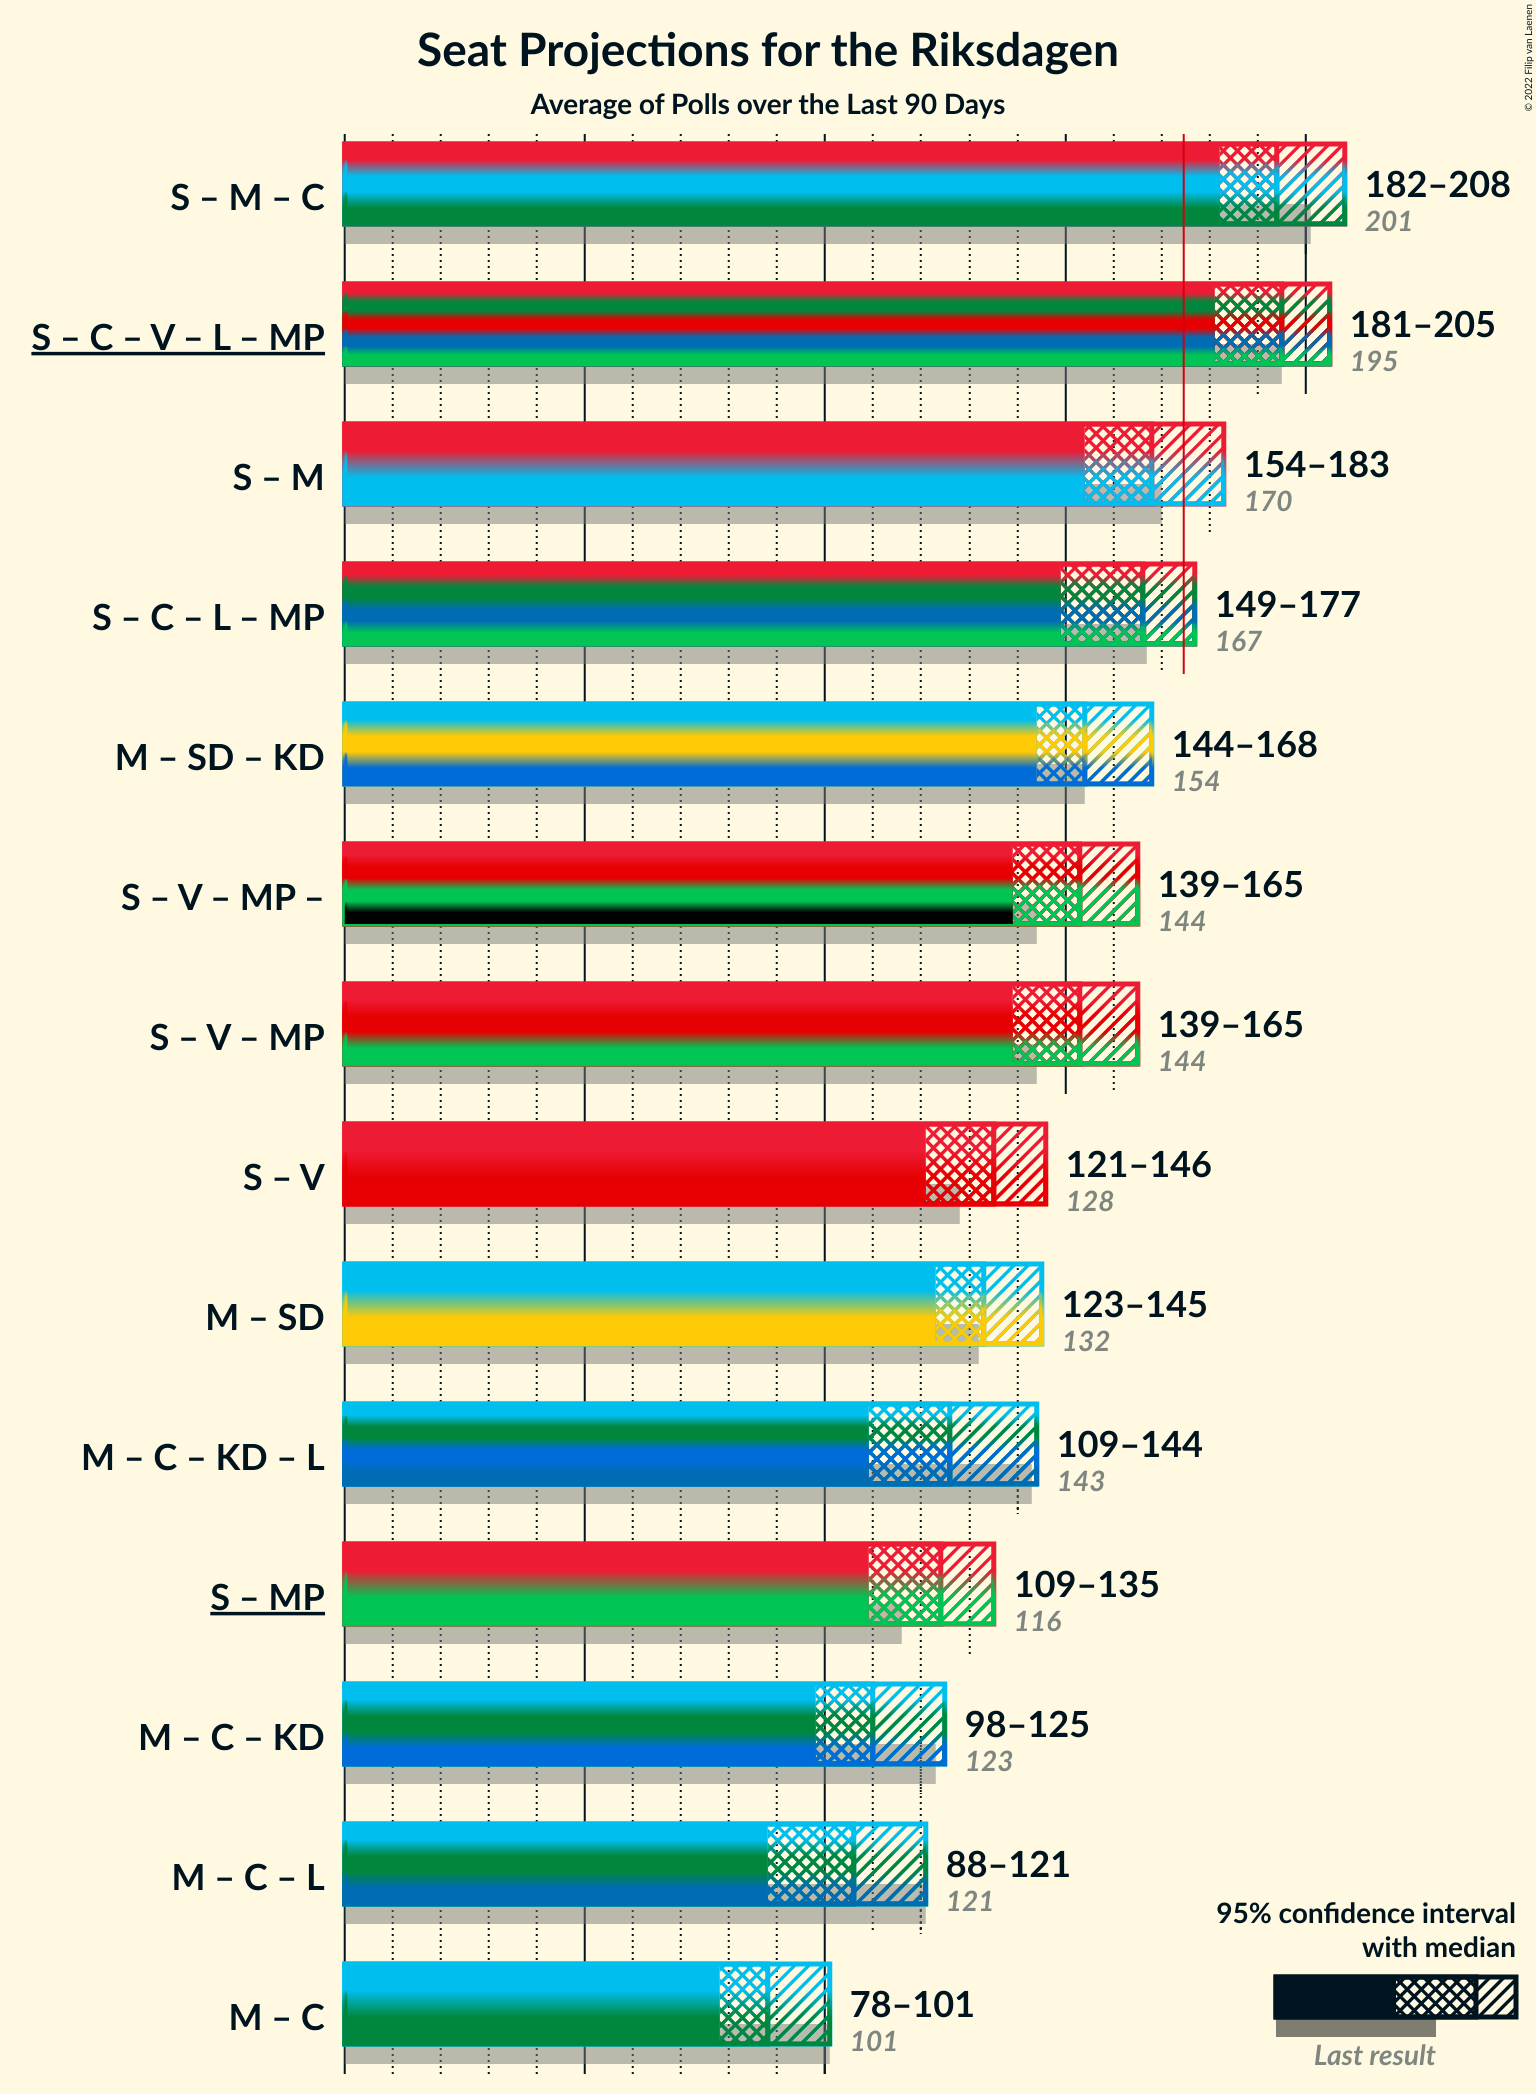 Seat Projections for the Riksdagen
Average of Polls over the Last 90 Days
© 2022 Filip van Laenen
S – M – C
182–208
201
S – C – V – L – MP
181–205
195
S – M
154–183
170
S – C – L – MP
149–177
167
M – SD – KD
144–168
154
S – V – MP –
139–165
144
S – V – MP
139–165
144
S – V
121–146
128
M – SD
123–145
132
M – C – KD – L
109–144
143
S – MP
109–135
116
M – C – KD
98–125
123
M – C – L
88–121
121
M – C
78–101
101
95% confidence interval
with median
Last result